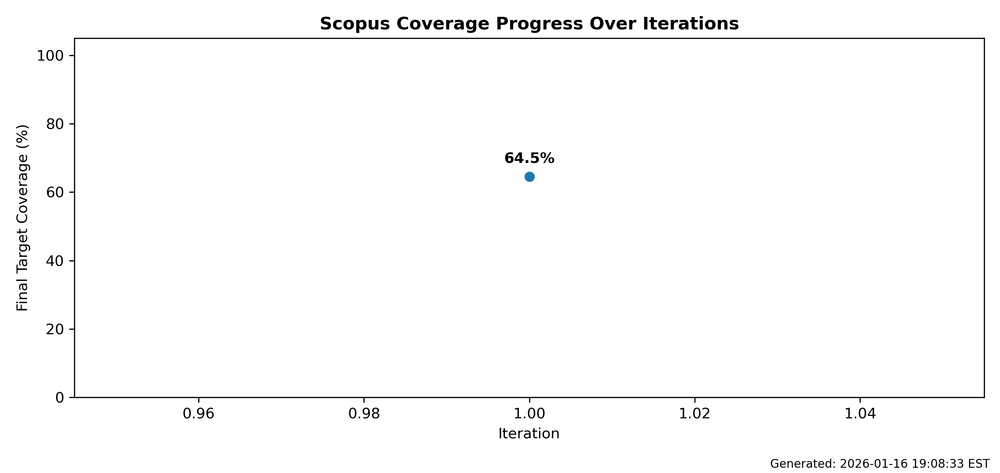 Scopus Coverage Progress Over Iterations
Final Target Coverage (%)
100
80
60
40
20
0
64.5%
0.96 0.98 1.00 1.02 1.04
Iteration
Generated: 2026-01-16 19:08:33 EST